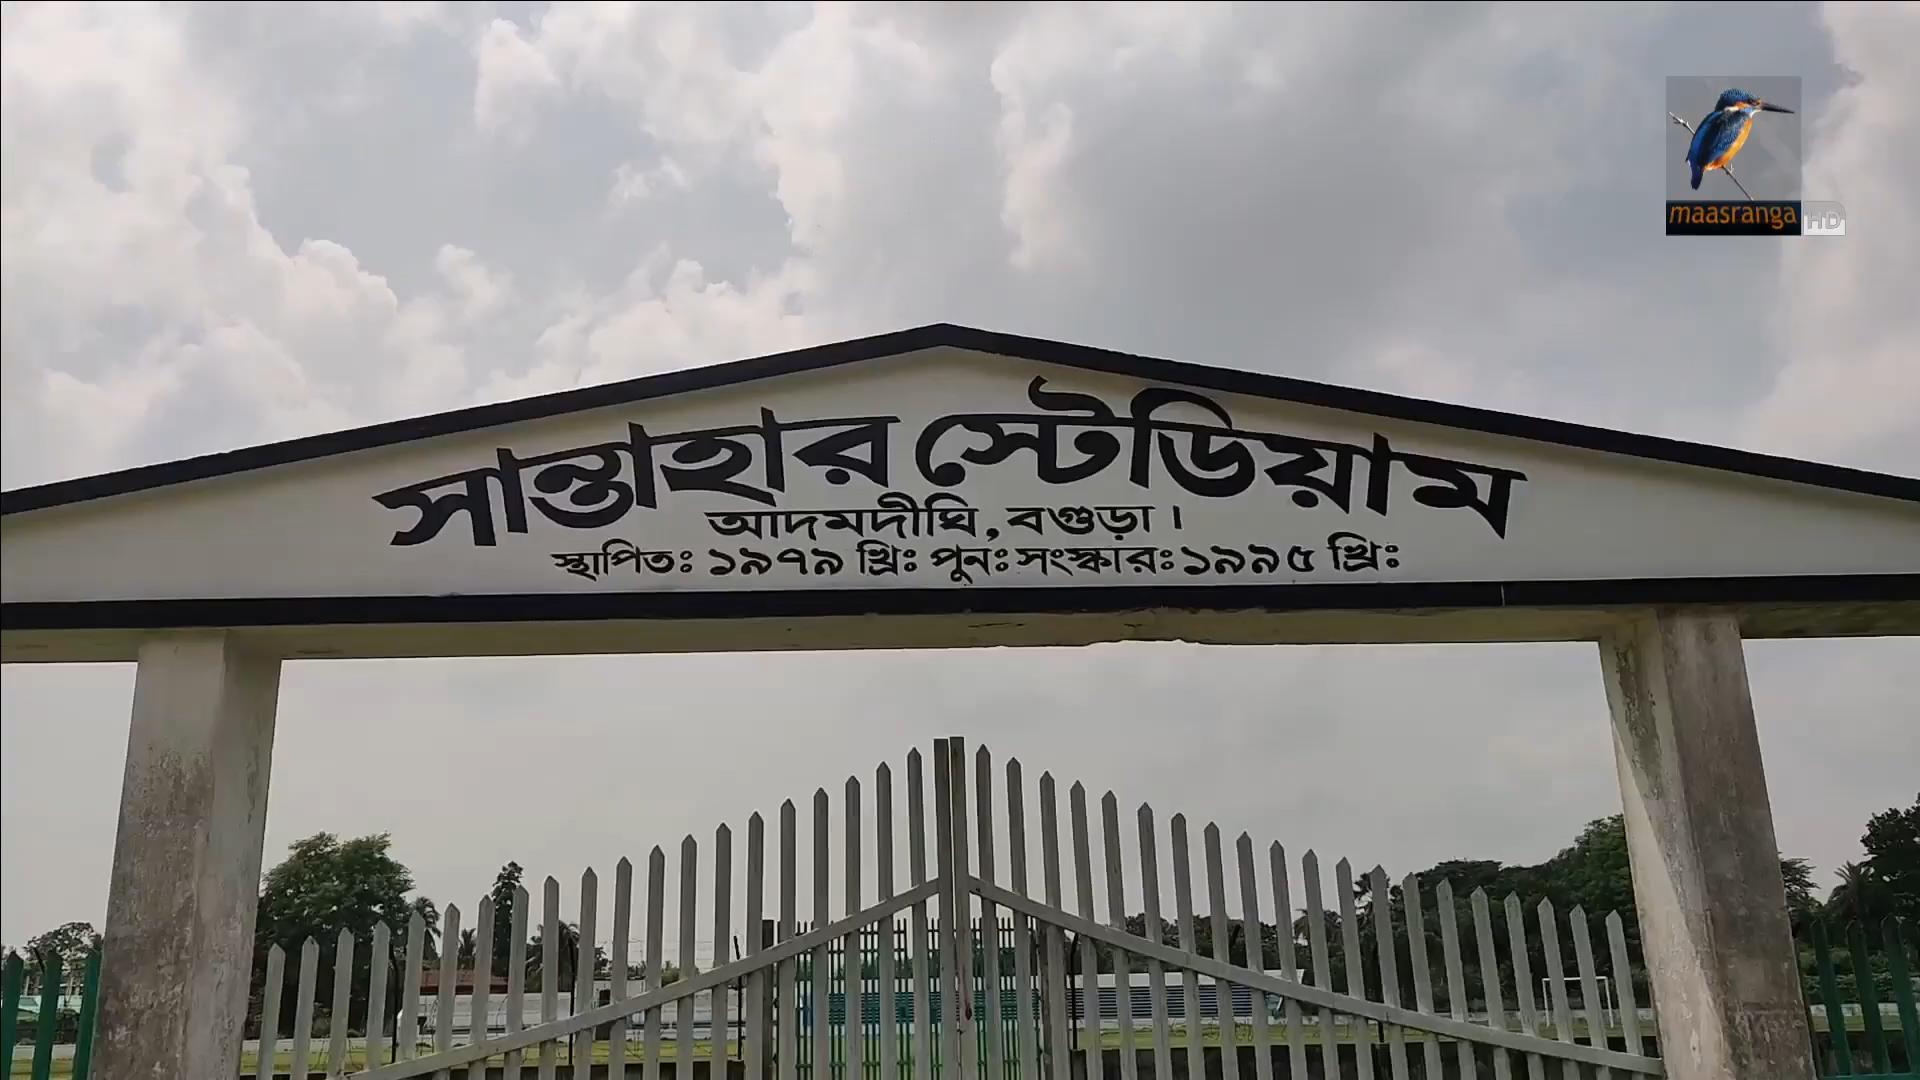 maasranga HD
সান্তাহার স্টেডিয়াম
আদমদীঘি, বগুড়া।
স্থাপিতঃ ১৯৭৯ খ্রিঃ পুনঃ সংস্কারঃ ১৯৯৫ খ্রিঃ